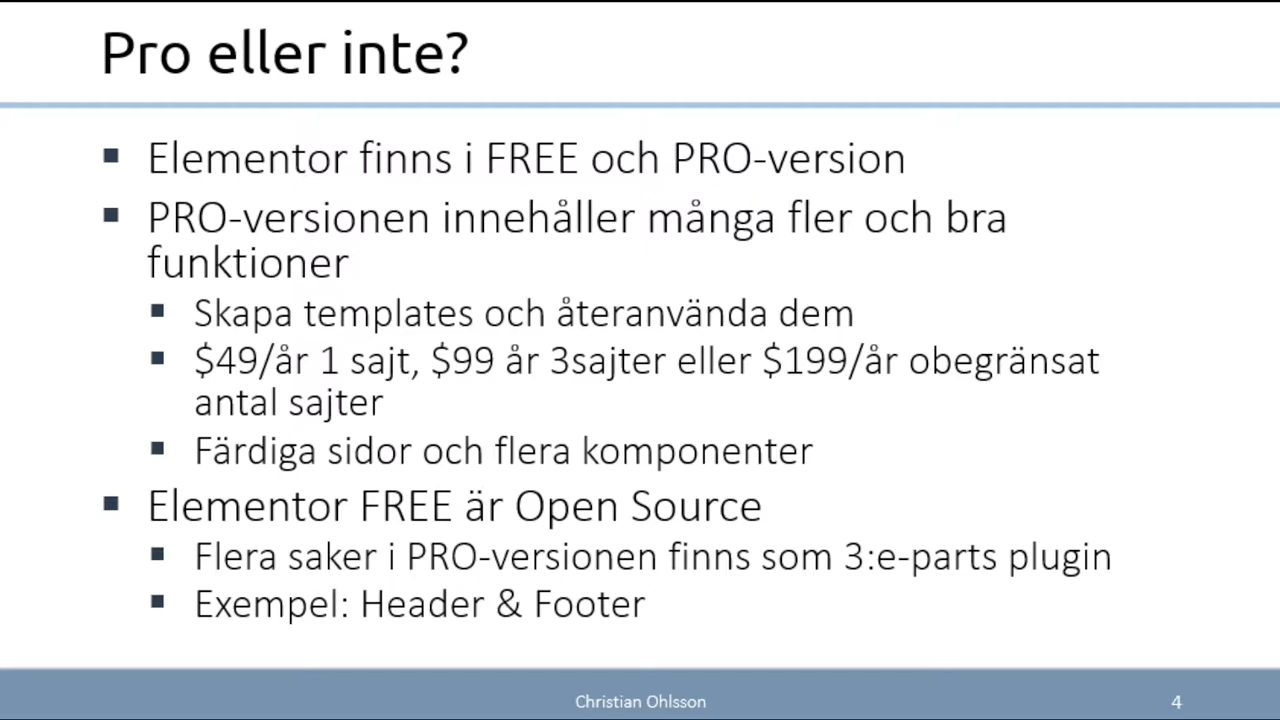 Pro eller inte?
▪ Elementor finns i FREE och PRO-version
▪ PRO-versionen innehåller många fler och bra
funktioner
▪ Skapa templates och återanvända dem
▪ $49/år 1 sajt, $99 år 3sajter eller $199/år obegränsat
antal sajter
▪ Färdiga sidor och flera komponenter
▪ Elementor FREE är Open Source
▪ Flera saker i PRO-versionen finns som 3:e-parts plugin
▪ Exempel: Header & Footer
Christian Ohlsson
4